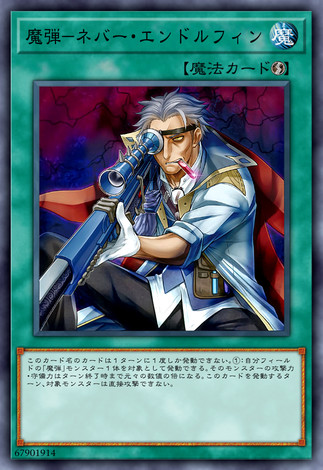 魔弾－ネバー・エンドルフィン
魔
【魔法カード】
このカード名のカードは1ターンに1度しか発動できない。①：自分フィール
ドの「魔弾」モンスター1体を対象として発動できる。そのモンスターの攻撃力
・守備力はターン終了時まで元々の数値の倍になる。このカードを発動するタ
ーン、対象モンスターは直接攻撃できない。
67901914